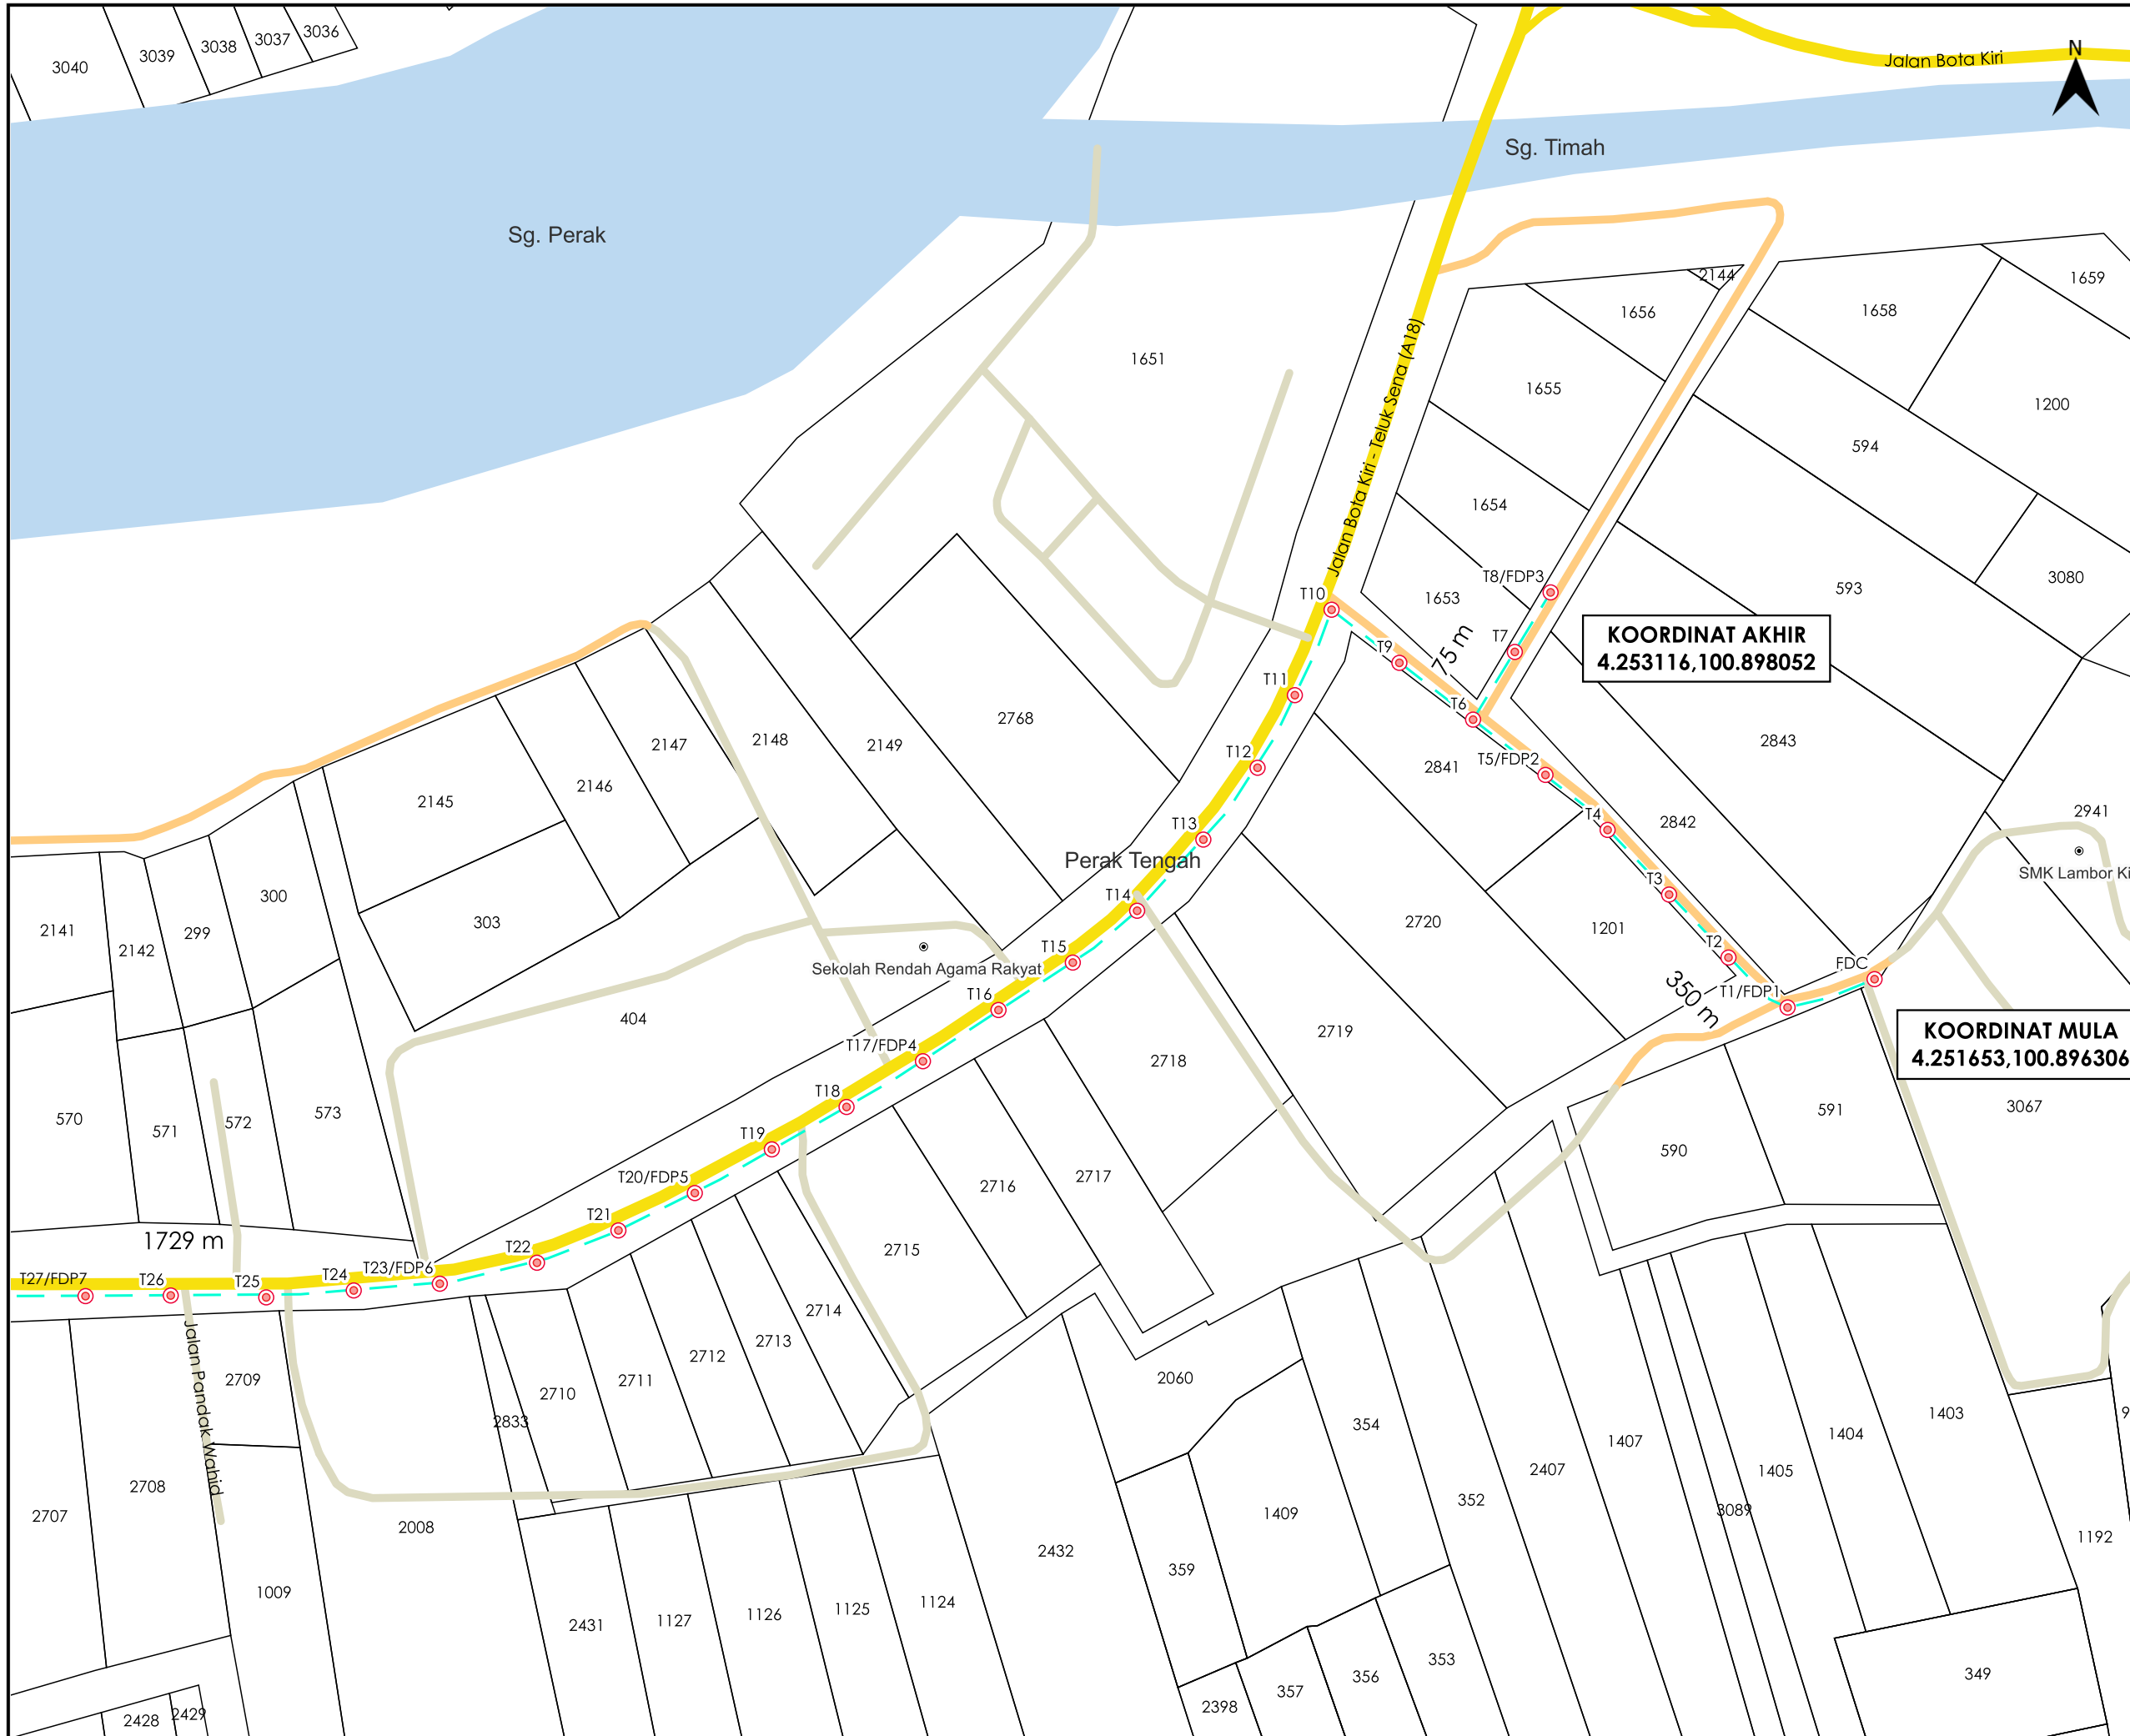 3040
3039
3038
3037
3036
Jalan Bota Kiri
N
Sg. Timah
Sg. Perak
2144
1656
1658
1659
1651
1655
1200
594
Jalan Bota Kiri - Teluk Sena (A18)
1654
T8/FDP3
3080
593
T10
1653
KOORDINAT AKHIR
4.253116,100.898052
T7
75 m
T9
T11
T6
2768
2149
2148
2147
2843
T12
T5/FDP2
2841
2146
2145
2941
T4
2842
T13
Perak Tengah
SMK Lambor Ki
T3
300
T14
303
2720
1201
2141
299
2142
T2
T15
Sekolah Rendah Agama Rakyat
FDC
350 m
T1/FDP1
T16
404
KOORDINAT MULA
4.251653,100.896306
2719
T17/FDP4
2718
T18
3067
591
573
570
572
571
T19
590
T20/FDP5
2717
2716
T21
1729 m
2715
T22
T23/FDP6
T24
T25
T26
T27/FDP7
2714
2713
2712
Jalan Pandak Wahid
2709
2711
2710
2060
2833
354
9
1403
1404
1407
2407
1405
2708
352
3089
1409
2707
2008
1192
2432
359
1009
1124
1125
1126
1127
2431
353
349
356
357
2398
2429
2428